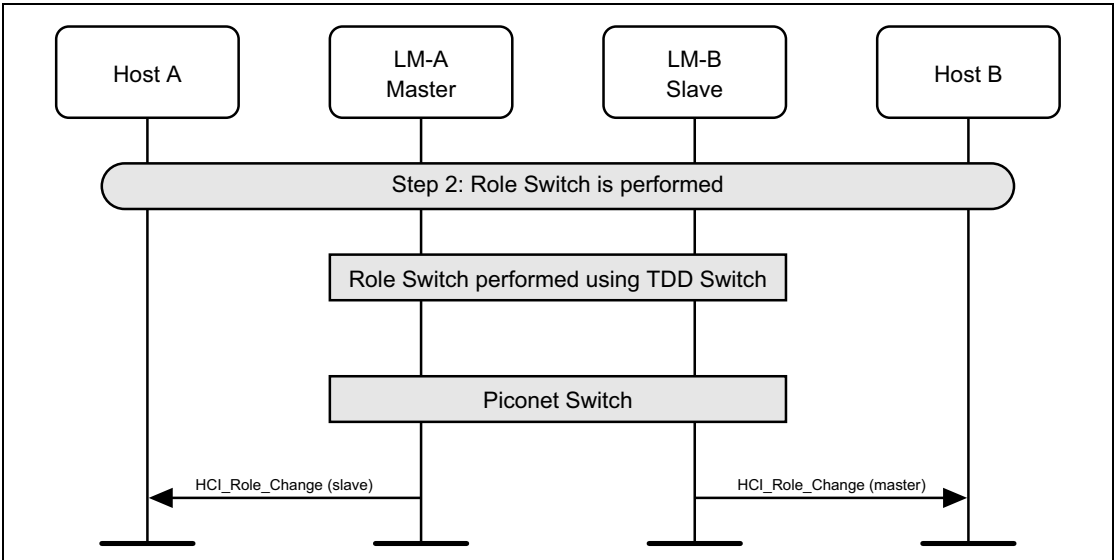 Host A
LM-A
Master
LM-B
Slave
Host B
Step 2: Role Switch is performed
Role Switch performed using TDD Switch
Piconet Switch
HCI_Role_Change (slave)
HCI_Role_Change (master)